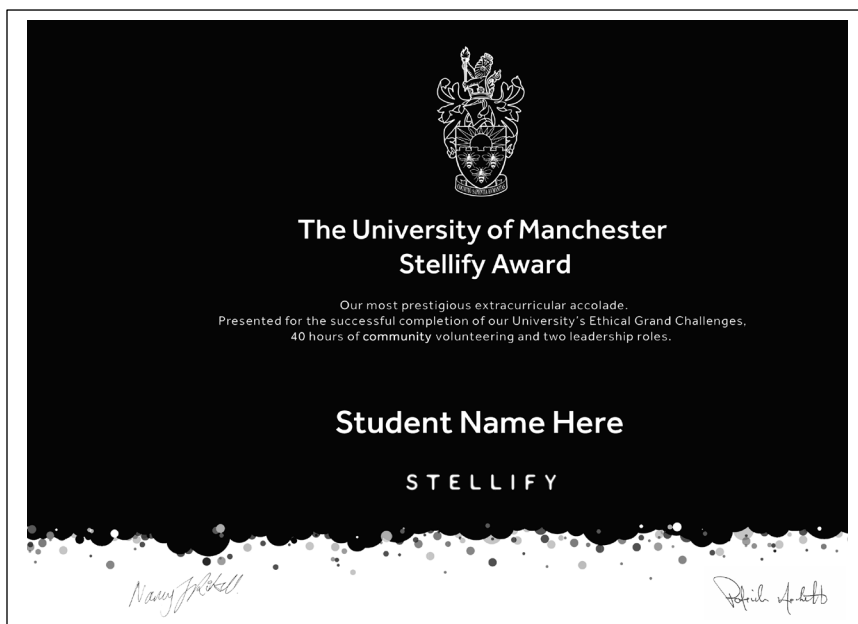 The University of Manchester
Stellify Award
Our most prestigious extracurricular accolade.
Presented for the successful completion of our University's Ethical Grand Challenges,
40 hours of community volunteering and two leadership roles.
Student Name Here
STELLIFY